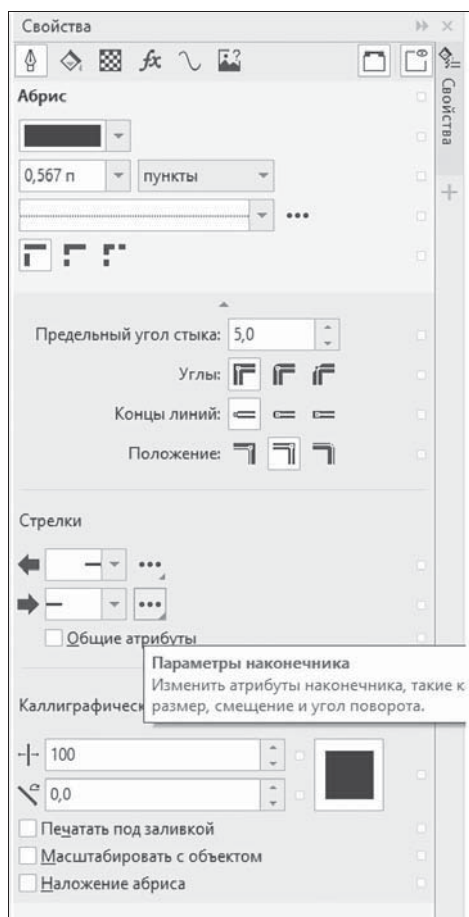 Свойства
Свойства
Абрис
0,567 п
пункты
Предельный угол стыка: 5,0
Углы:
Концы линий:
Положение:
Стрелки
Общие атрибуты
Параметры наконечника
Изменить атрибуты наконечника, такие к
размер, смещение и угол поворота.
Каллиграфическ
100
0,0
Печатать под заливкой
Масштабировать с объектом
Наложение абриса